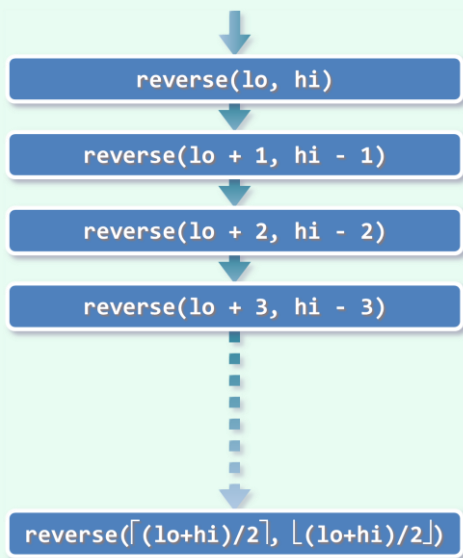 reverse(lo, hi)
reverse(lo + 1, hi - 1)
reverse(lo + 2, hi - 2)
reverse(lo + 3, hi - 3)
reverse(⌈(lo+hi)/2⌉, ⌊(lo+hi)/2⌋)